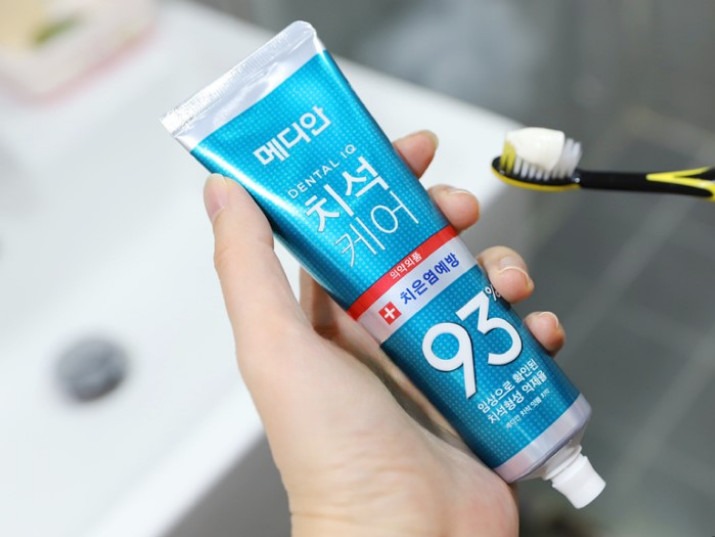 메디안
DENTAL IQ
치석
케어
의약외품
치은염예방
93%
임상으로 확인된
치석형성 억제율